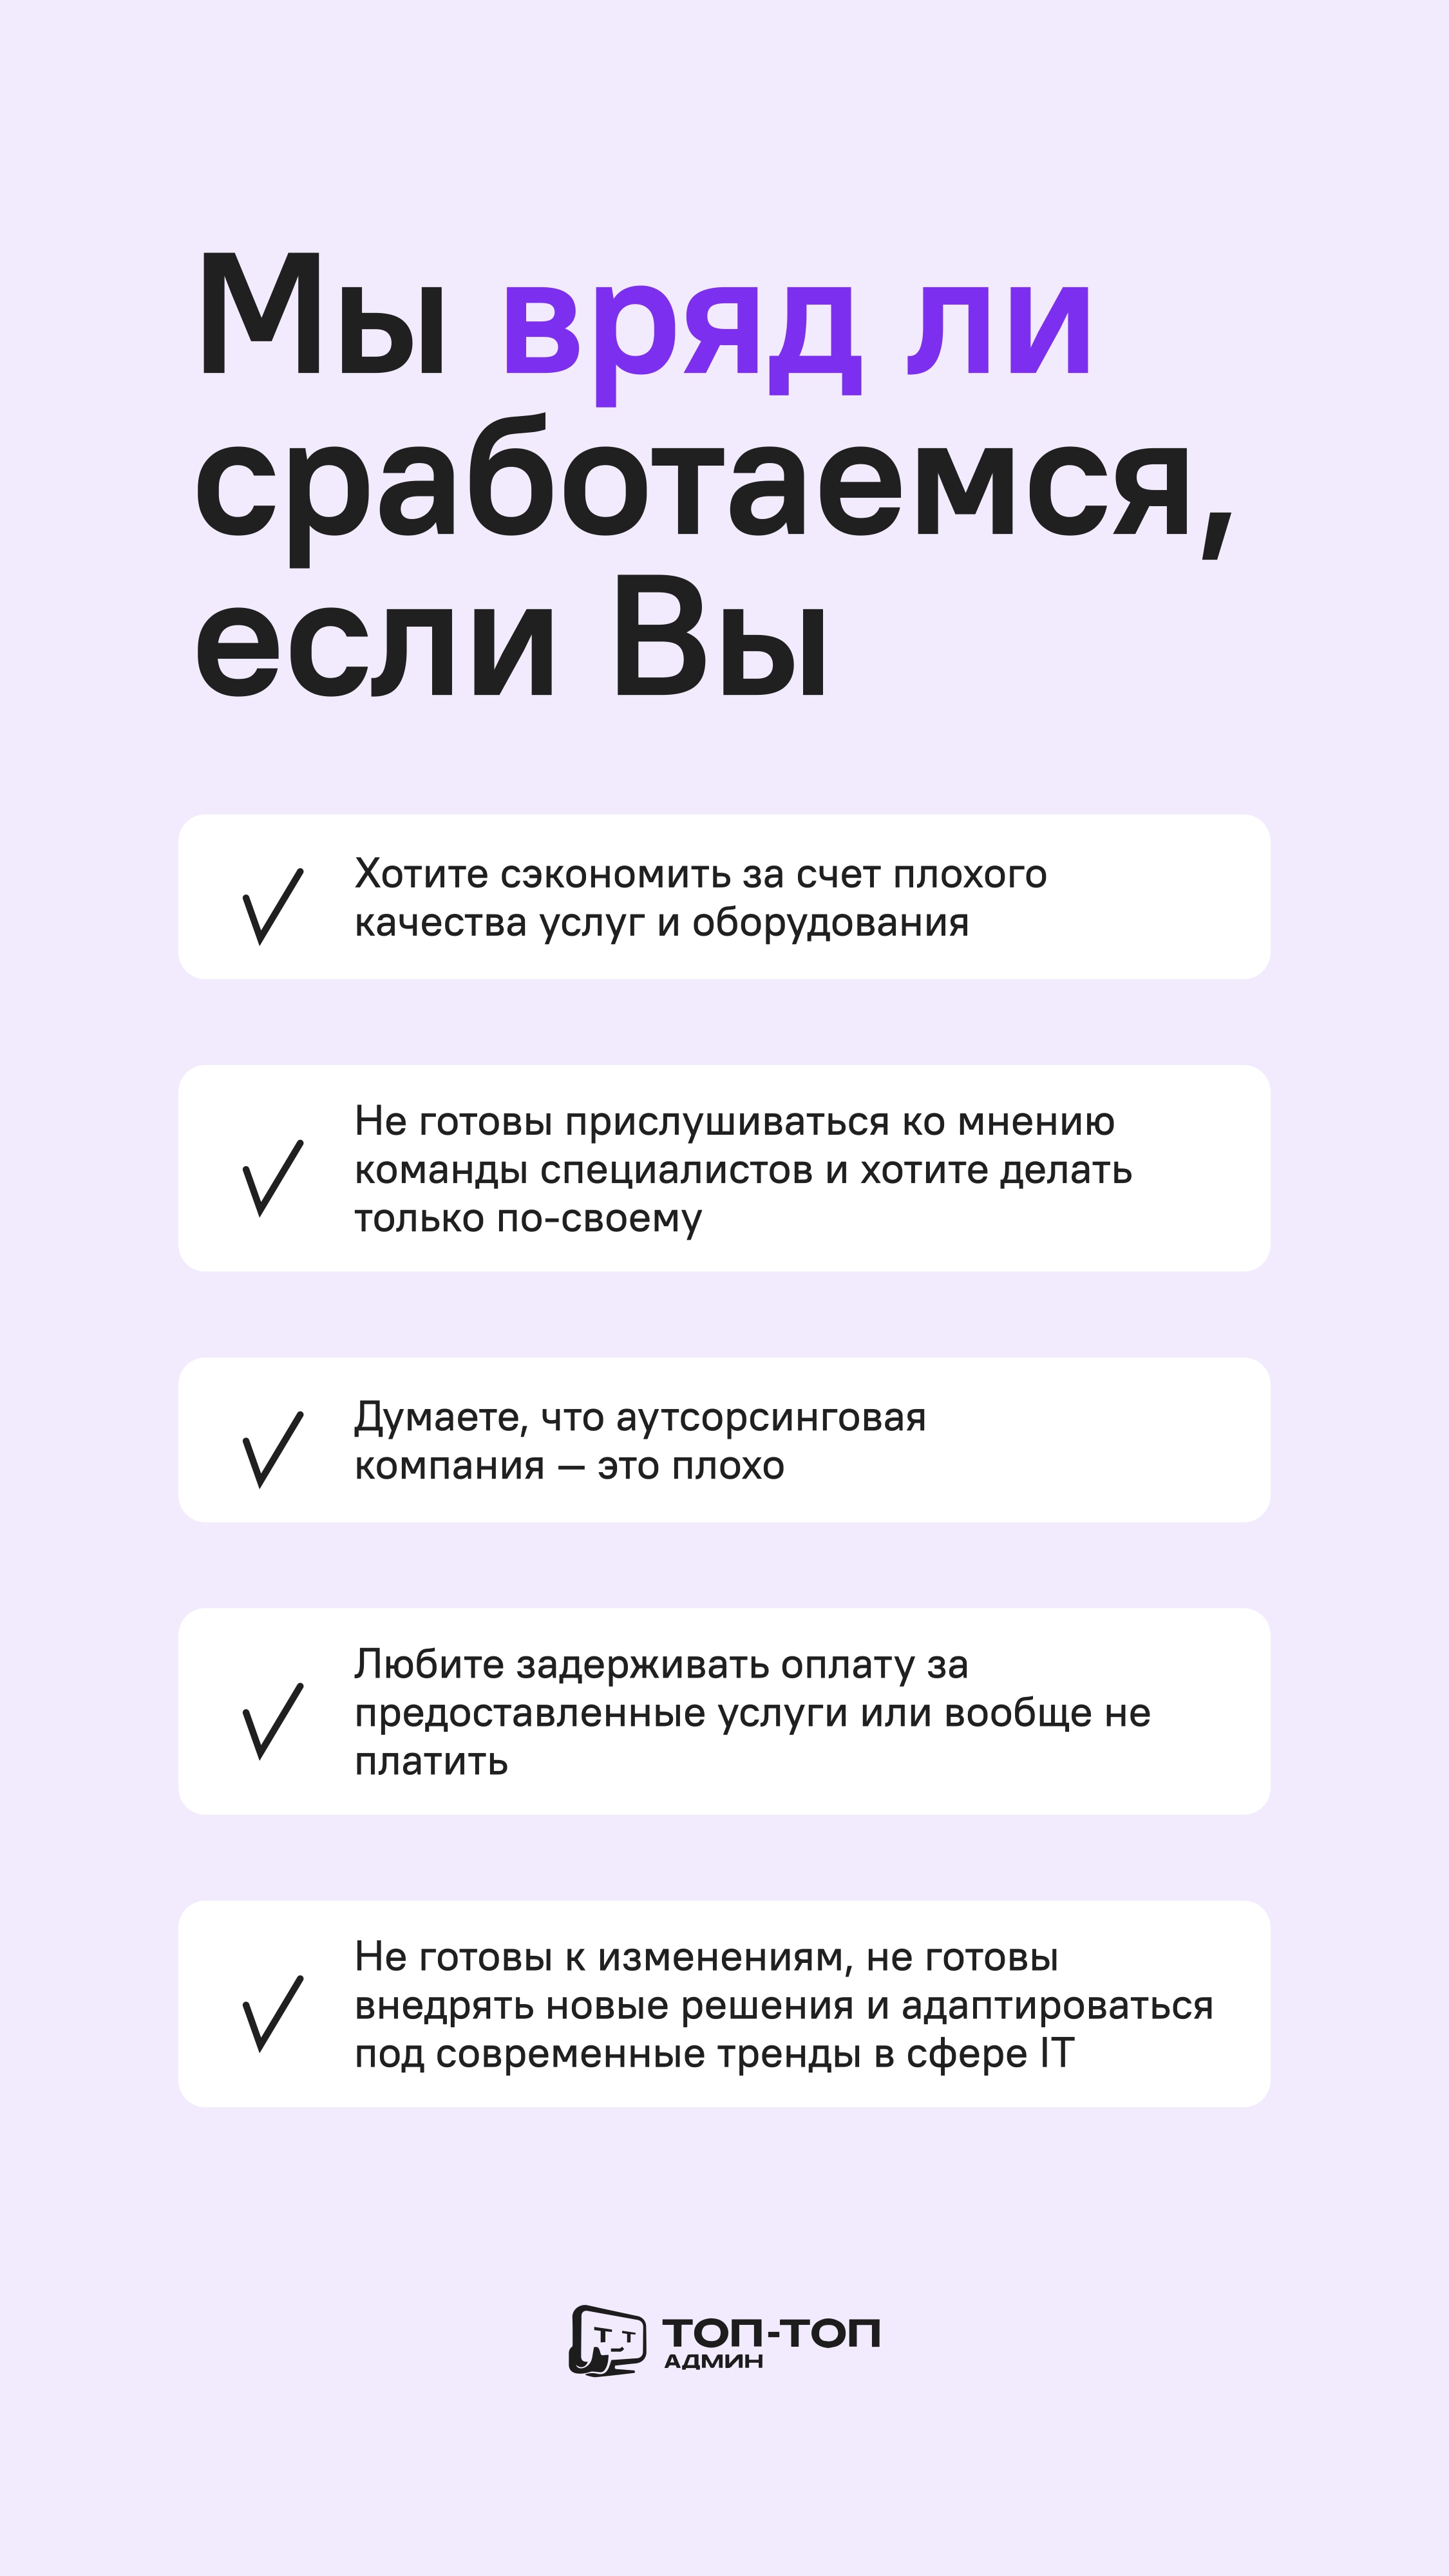 Мы вряд ли
сработаемся,
если Вы
Хотите сэкономить за счет плохого
качества услуг и оборудования
Не готовы прислушиваться ко мнению
команды специалистов и хотите делать
только по-своему
Думаете, что аутсорсинговая
компания — это плохо
Любите задерживать оплату за
предоставленные услуги или вообще не
платить
Не готовы к изменениям, не готовы
внедрять новые решения и адаптироваться
под современные тренды в сфере IT
Т Т
ТОП-ТОП
АДМИН